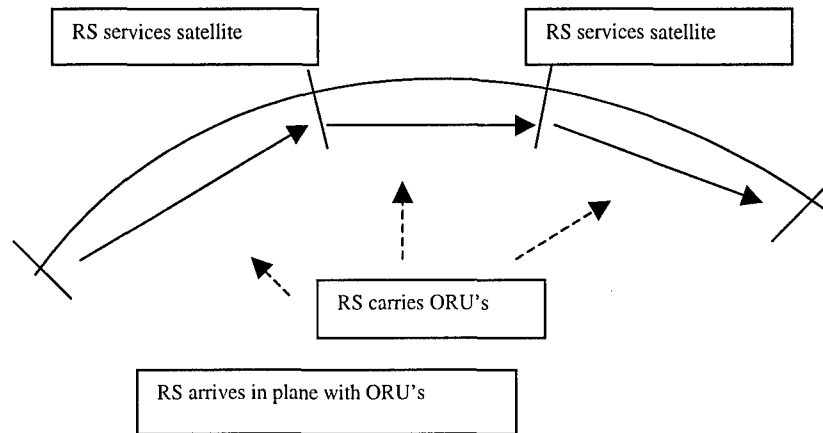 RS services satellite
RS services satellite
RS carries ORU's
RS arrives in plane with ORU's